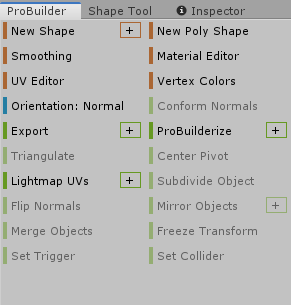 ProBuilder Shape Tool Inspector
New Shape + New Poly Shape
Smoothing Material Editor
UV Editor Vertex Colors
Orientation: Normal Conform Normals
Export + ProBuilderize +
Triangulate Center Pivot
Lightmap UVs + Subdivide Object
Flip Normals Mirror Objects +
Merge Objects Freeze Transform
Set Trigger Set Collider